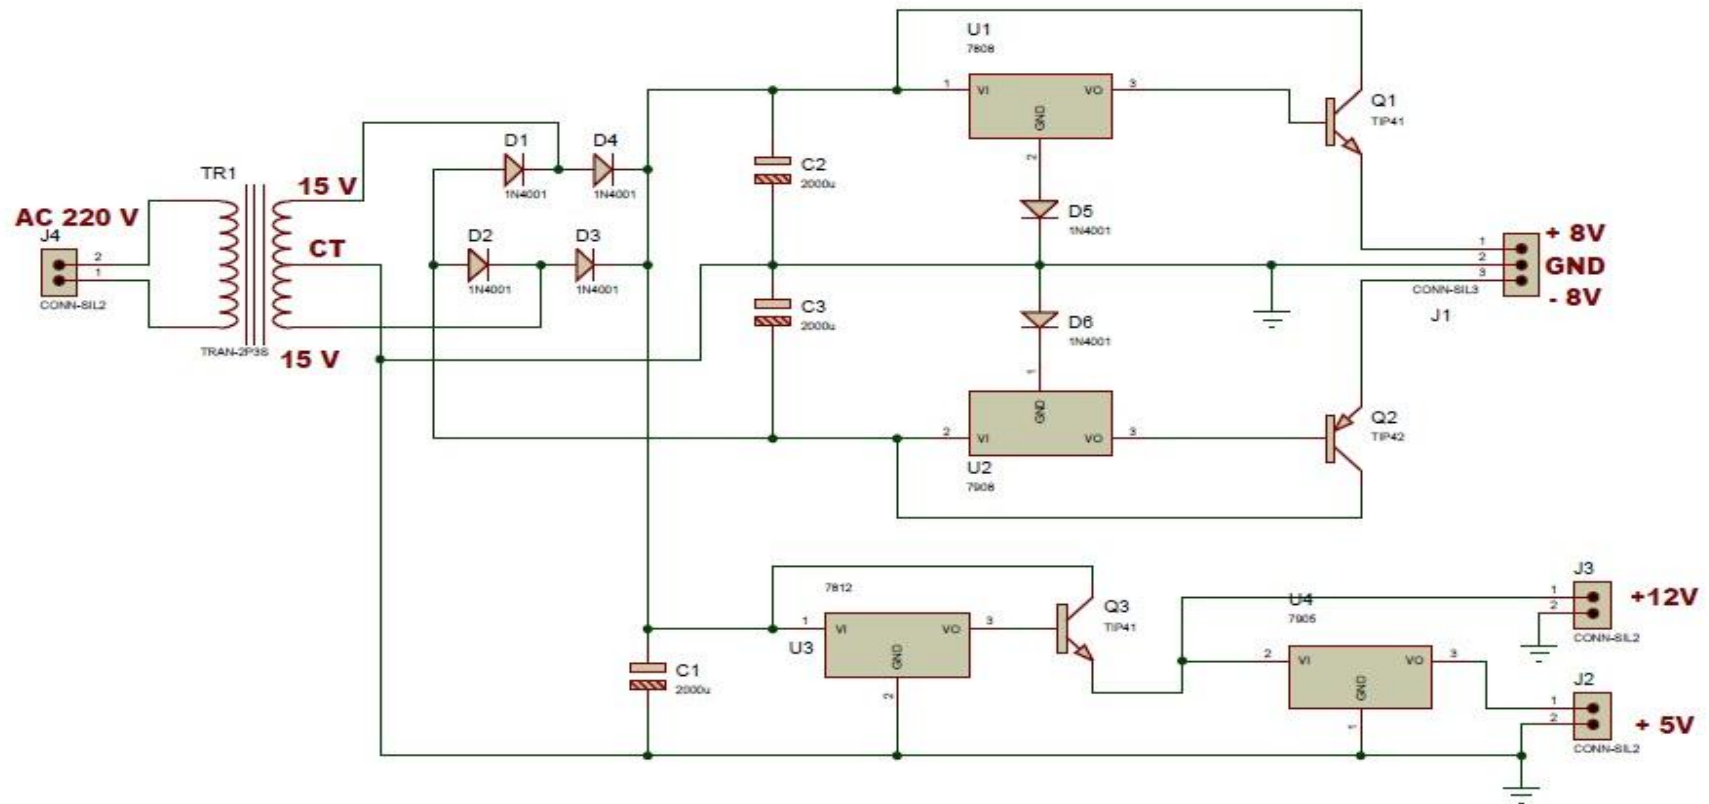 AC 220 V
J4
2
1
CONN-SIL2
TR1
15 V
CT
15 V
TRAN-2P3S
D1
1N4001
D4
1N4001
D2
1N4001
D3
1N4001
C2
2000u
C3
2000u
U1
7808
1
VI
VO
3
GND
2
D5
1N4001
D6
1N4001
1
GND
2
VI
VO
3
U2
7908
Q1
TIP41
Q2
TIP42
1
2
3
+ 8V
GND
- 8V
CONN-SIL3
J1
C1
2000u
7812
1
VI
VO
3
U3
GND
2
Q3
TIP41
U4
7905
2
VI
VO
3
GND
1
J3
1
2
+12V
CONN-SIL2
J2
1
2
+ 5V
CONN-SIL2